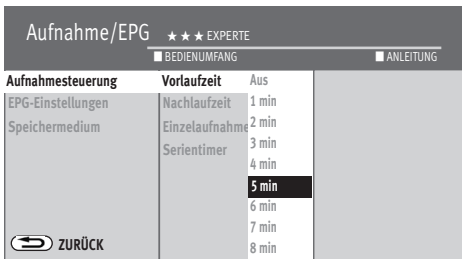 Aufnahme/EPG ★★★ EXPERTE
BEDIENUMFANG ANLEITUNG
Aufnahmesteuerung Vorlaufzeit Aus
EPG-Einstellungen Nachlaufzeit 1 min
Speichermedium Einzelaufnahme 2 min
Serientimer 3 min
4 min
5 min
6 min
7 min
ZURÜCK 8 min